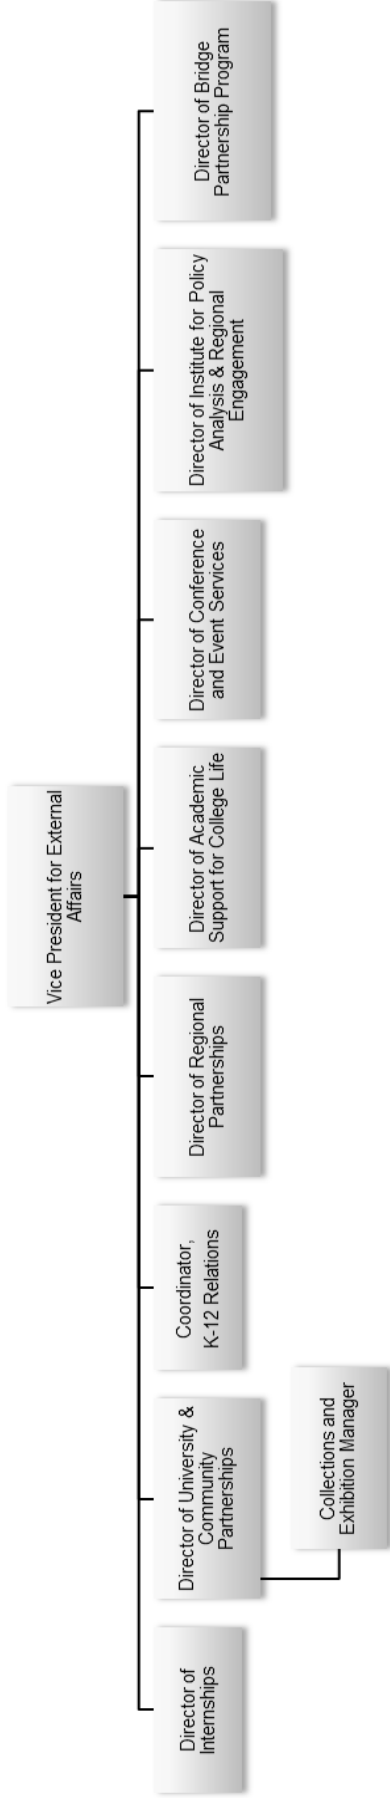 Vice President for External
Affairs
Director of
Internships
Director of University &
Community
Partnerships
Coordinator,
K-12 Relations
Director of Regional
Partnerships
Director of Academic
Support for College Life
Director of Conference
and Event Services
Director of Institute for Policy
Analysis & Regional
Engagement
Director of Bridge
Partnership Program
Collections and
Exhibition Manager